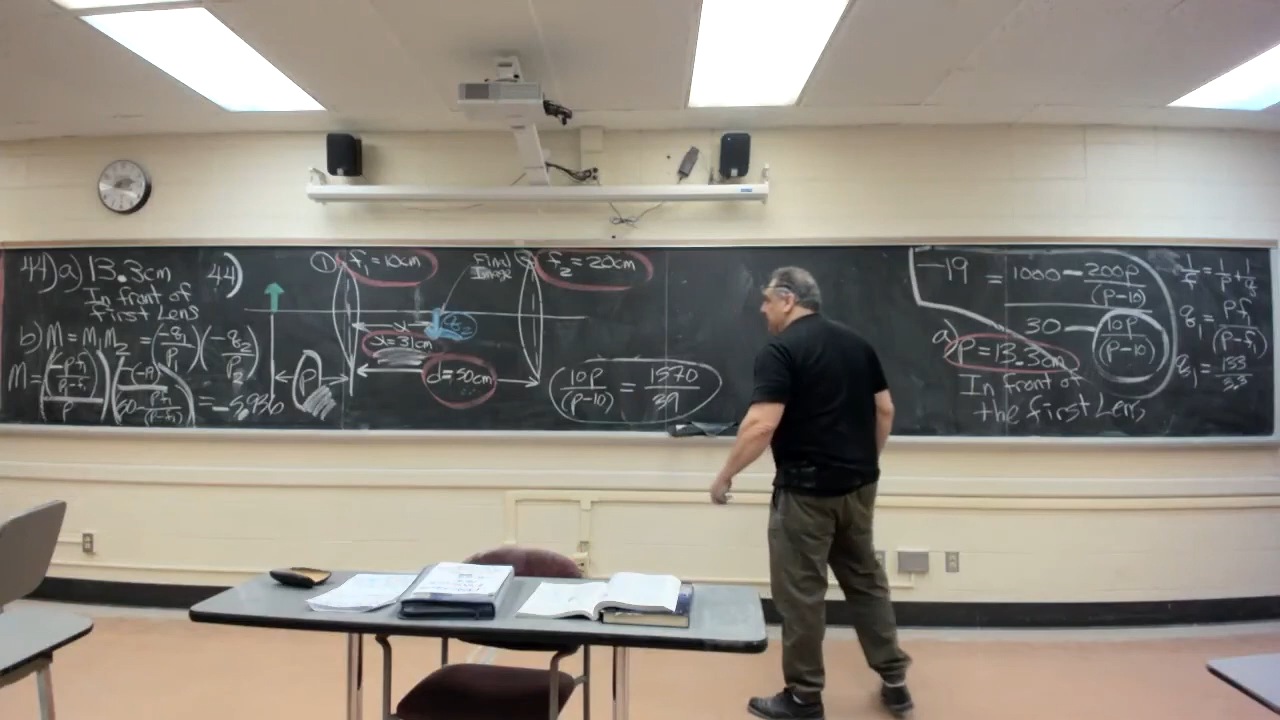 44) a) 13.3cm
In front of
first Lens
b) M = M₁M₂ = (-q₁/p)(-q₂/p₂)
= -5.936
44)
① f₁ = 10cm
Final
Image
f₂ = 20cm
x
x = 31cm
d = 50cm
P
10p/(p-10) = 1570/39
-19 = 1000 - 200p/(p-10)
30 - 10p/(p-10)
a) p = 13.3cm
In front of
the first Lens
1/f = 1/p + 1/q
q₁ = pf₁/(p-f₁)
q₁ = 133/3.3